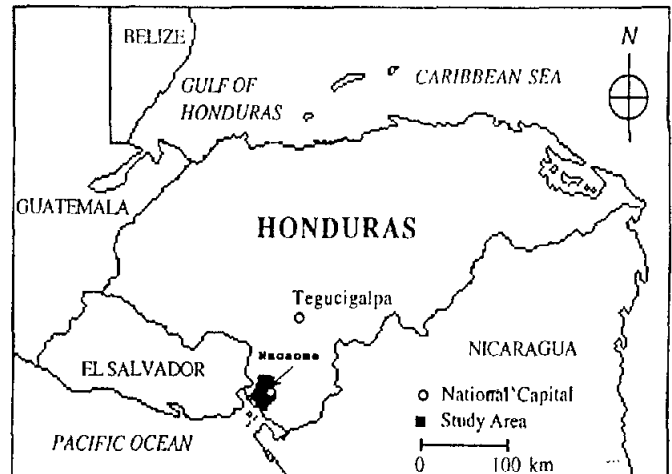 BELIZE
N
GULF OF
HONDURAS
CARIBBEAN SEA
GUATEMALA
HONDURAS
Tegucigalpa
Nacaome
EL SALVADOR
NICARAGUA
National Capital
Study Area
PACIFIC OCEAN
0 100 km